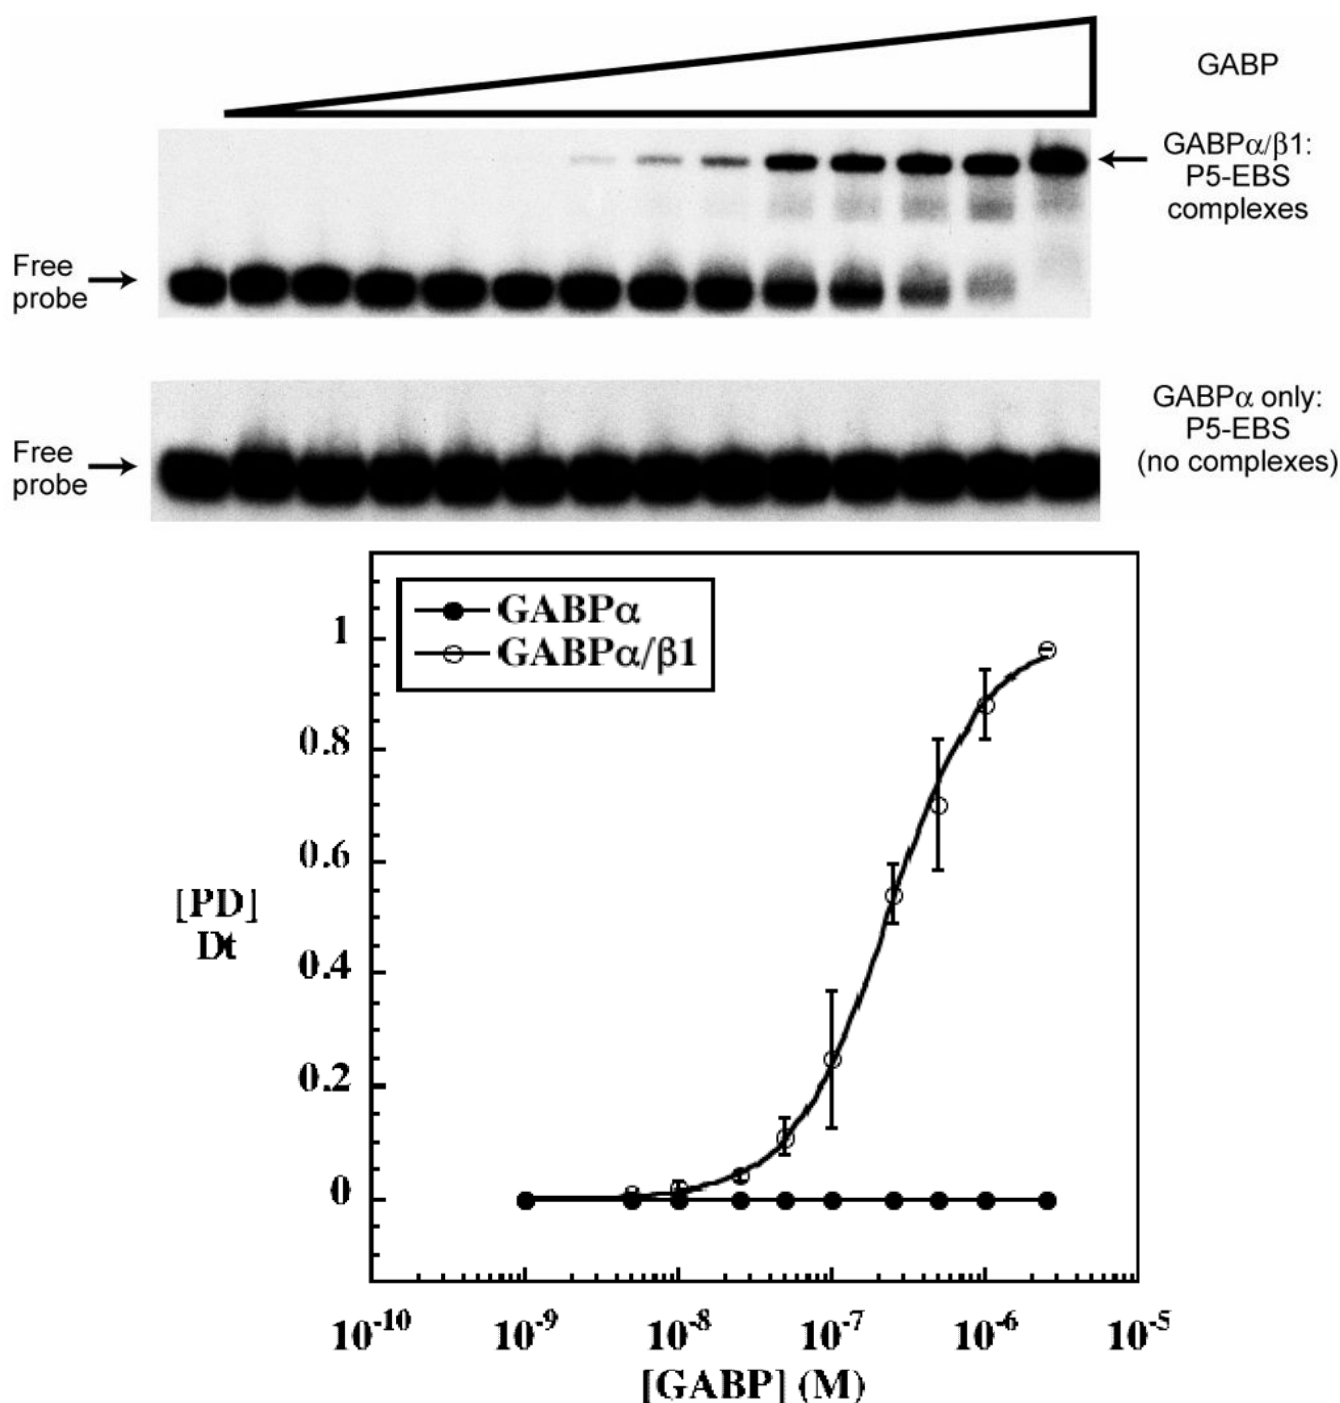 GABP
GABPα/β1:
P5-EBS
complexes
Free
probe
GABPα only:
P5-EBS
(no complexes)
Free
probe
GABPα
GABPα/β1
1
0.8
0.6
0.4
0.2
0
[PD]
Dt
10-10 10-9 10-8 10-7 10-6 10-5
[GABP] (M)